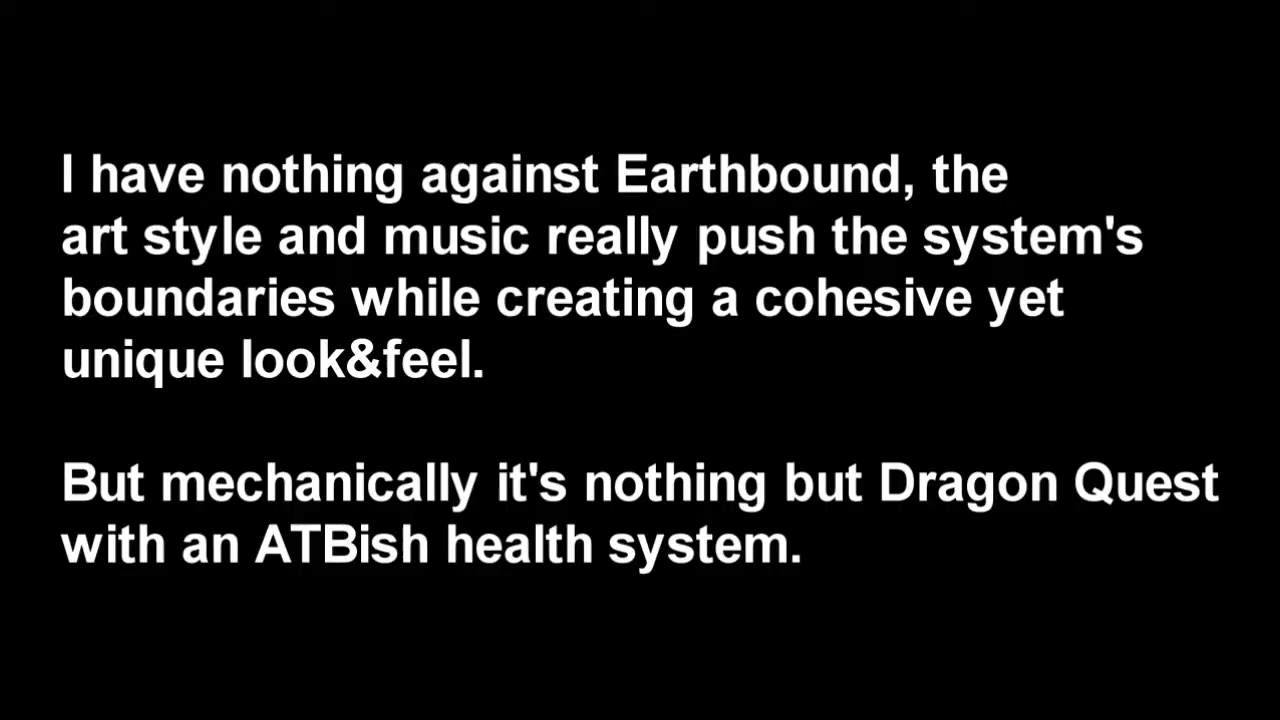 I have nothing against Earthbound, the
art style and music really push the system's
boundaries while creating a cohesive yet
unique look&feel.
But mechanically it's nothing but Dragon Quest
with an ATBish health system.